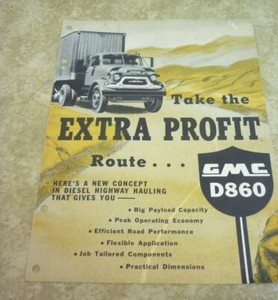 Take the
EXTRA PROFIT
Route...
GMC
D860
HERE'S A NEW CONCEPT
IN DIESEL HIGHWAY HAULING
THAT GIVES YOU—
• Big Payload Capacity
• Peak Operating Economy
• Efficient Road Performance
• Flexible Application
• Job Tailored Components
• Practical Dimensions